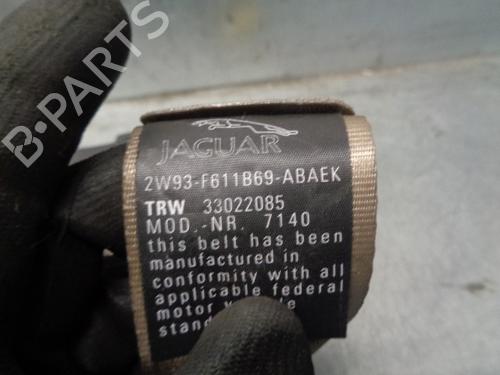 B-PARTS
JAGUAR
2W93-F611B69-ABAEK
TRW 33022085
MOD.-NR. 7140
this belt has been
manufactured in
conformity with all
applicable federal
motor